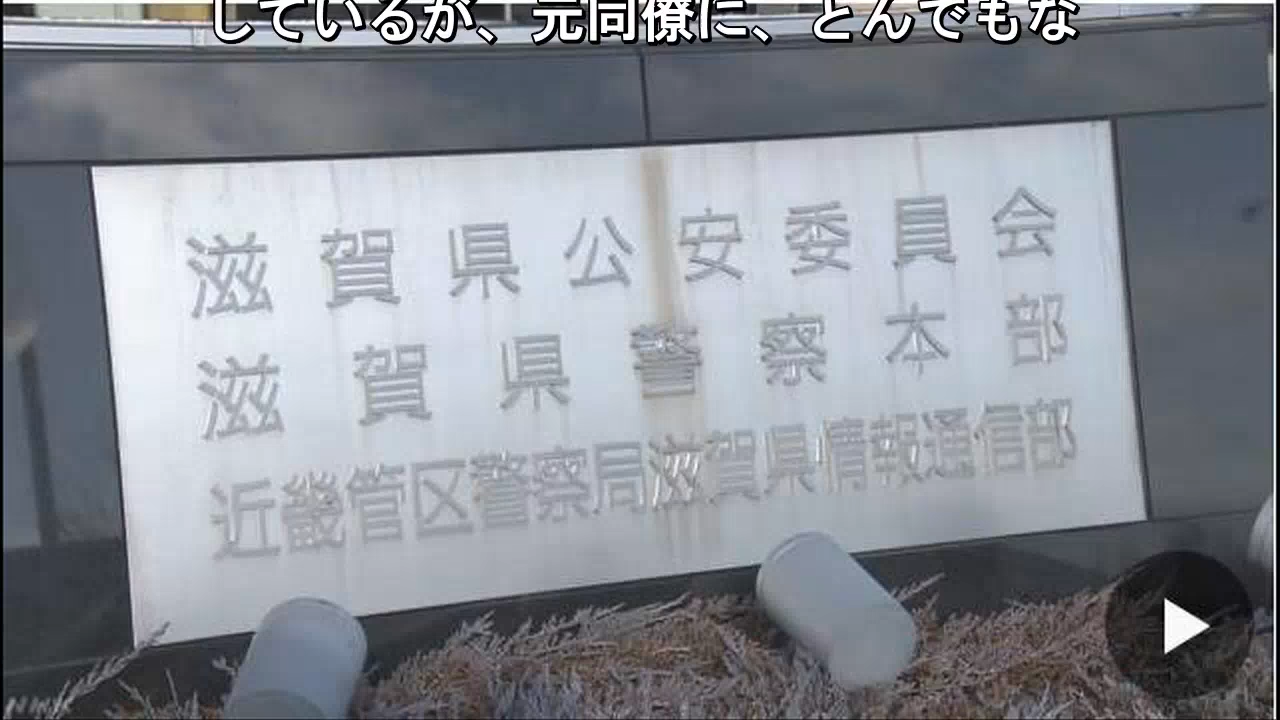 しているが、元同僚に、とんでもな
滋賀県公安委員会
滋賀県警察本部
近畿管区警察局滋賀県情報通信部
NHK